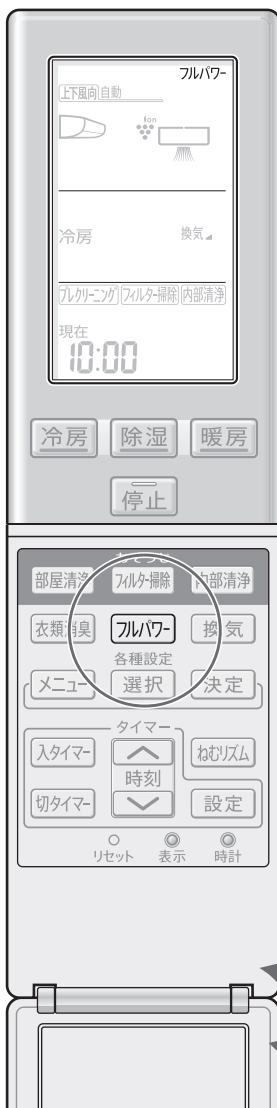 フルパワー
上下風向 自動
ion
冷房 換気
プレクリーニング フィルター掃除 内部清浄
現在
10:00
冷房 除湿 暖房
停止
おそうじ
部屋清浄 フィルター掃除 内部清浄
衣類消臭 フルパワー 換気
各種設定
メニュー 選択 決定
タイマー
入タイマー ねむリズム
時刻
切タイマー 設定
リセット 表示 時計